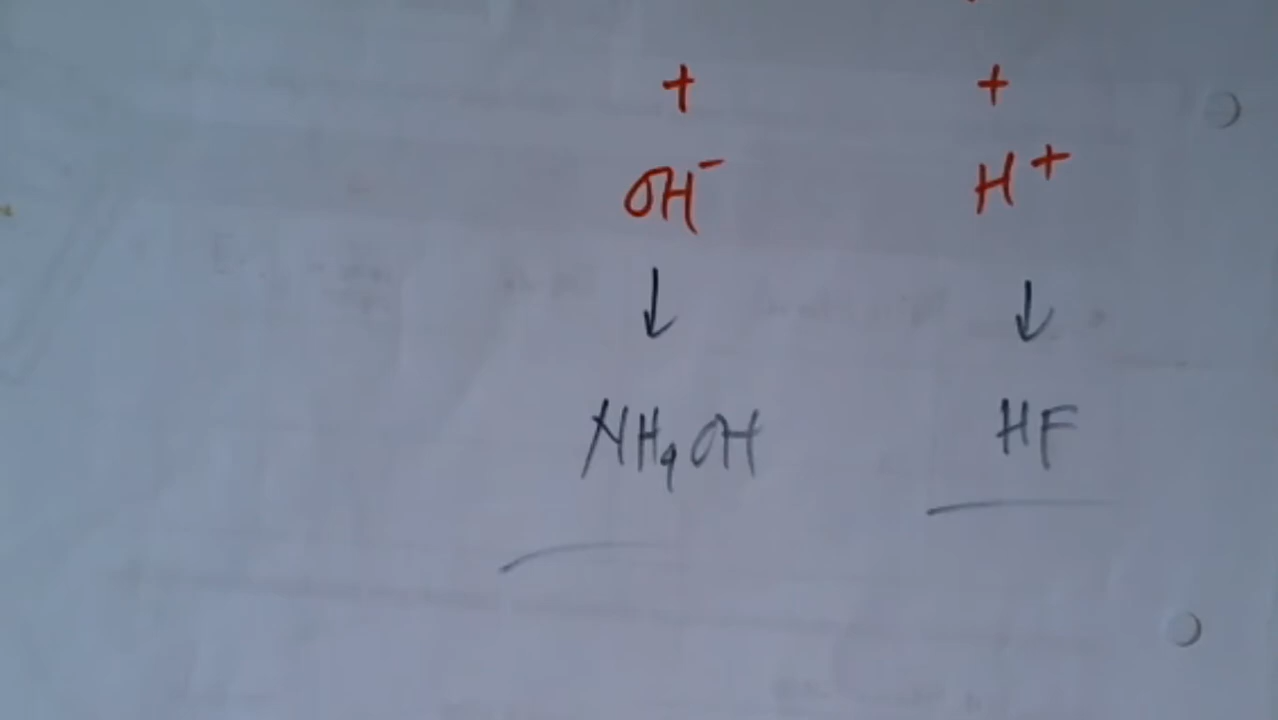 + +
OH⁻ H⁺
↓ ↓
NH₄OH HF